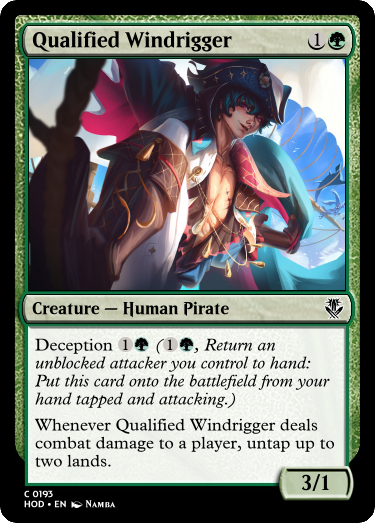 Qualified Windrigger 1
Creature — Human Pirate
Deception 1 (1, Return an
unblocked attacker you control to hand:
Put this card onto the battlefield from your
hand tapped and attacking.)
Whenever Qualified Windrigger deals
combat damage to a player, untap up to
two lands.
3/1
C 0193
HOD • EN Namba